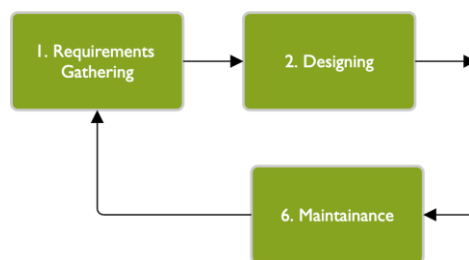 1. Requirements
Gathering
2. Designing
6. Maintainance